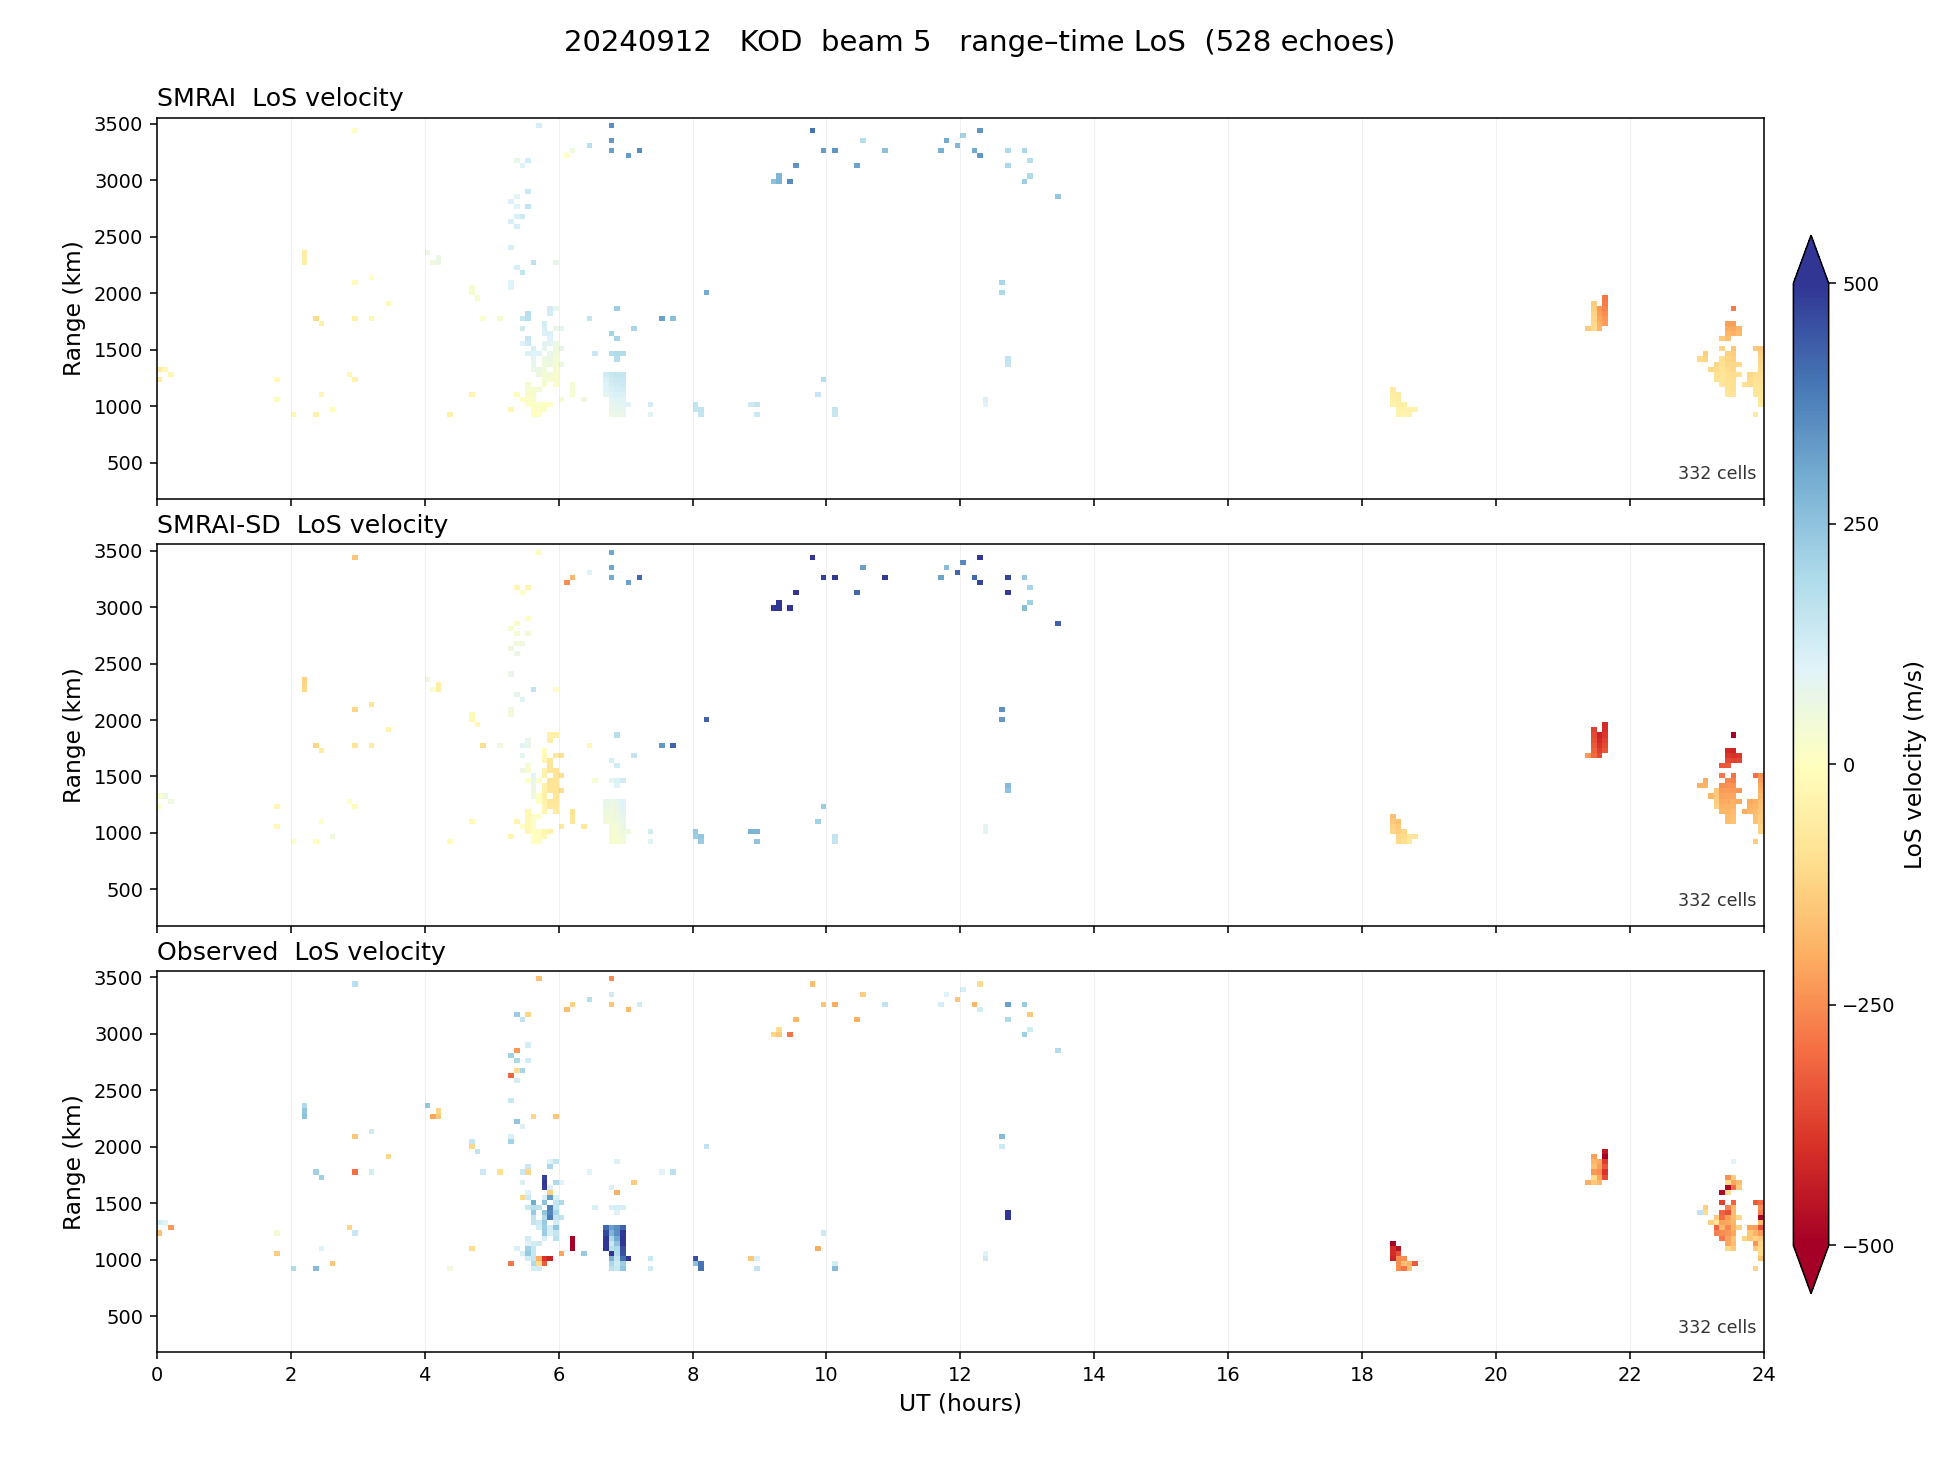 20240912   KOD  beam 5   range–time LoS  (528 echoes)
SMRAI  LoS velocity
3500
3000
2500
2000
1500
1000
500
Range (km)
332 cells
SMRAI-SD  LoS velocity
3500
3000
2500
2000
1500
1000
500
Range (km)
332 cells
Observed  LoS velocity
3500
3000
2500
2000
1500
1000
500
Range (km)
332 cells
0 2 4 6 8 10 12 14 16 18 20 22 24
UT (hours)
500
250
0
−250
−500
LoS velocity (m/s)